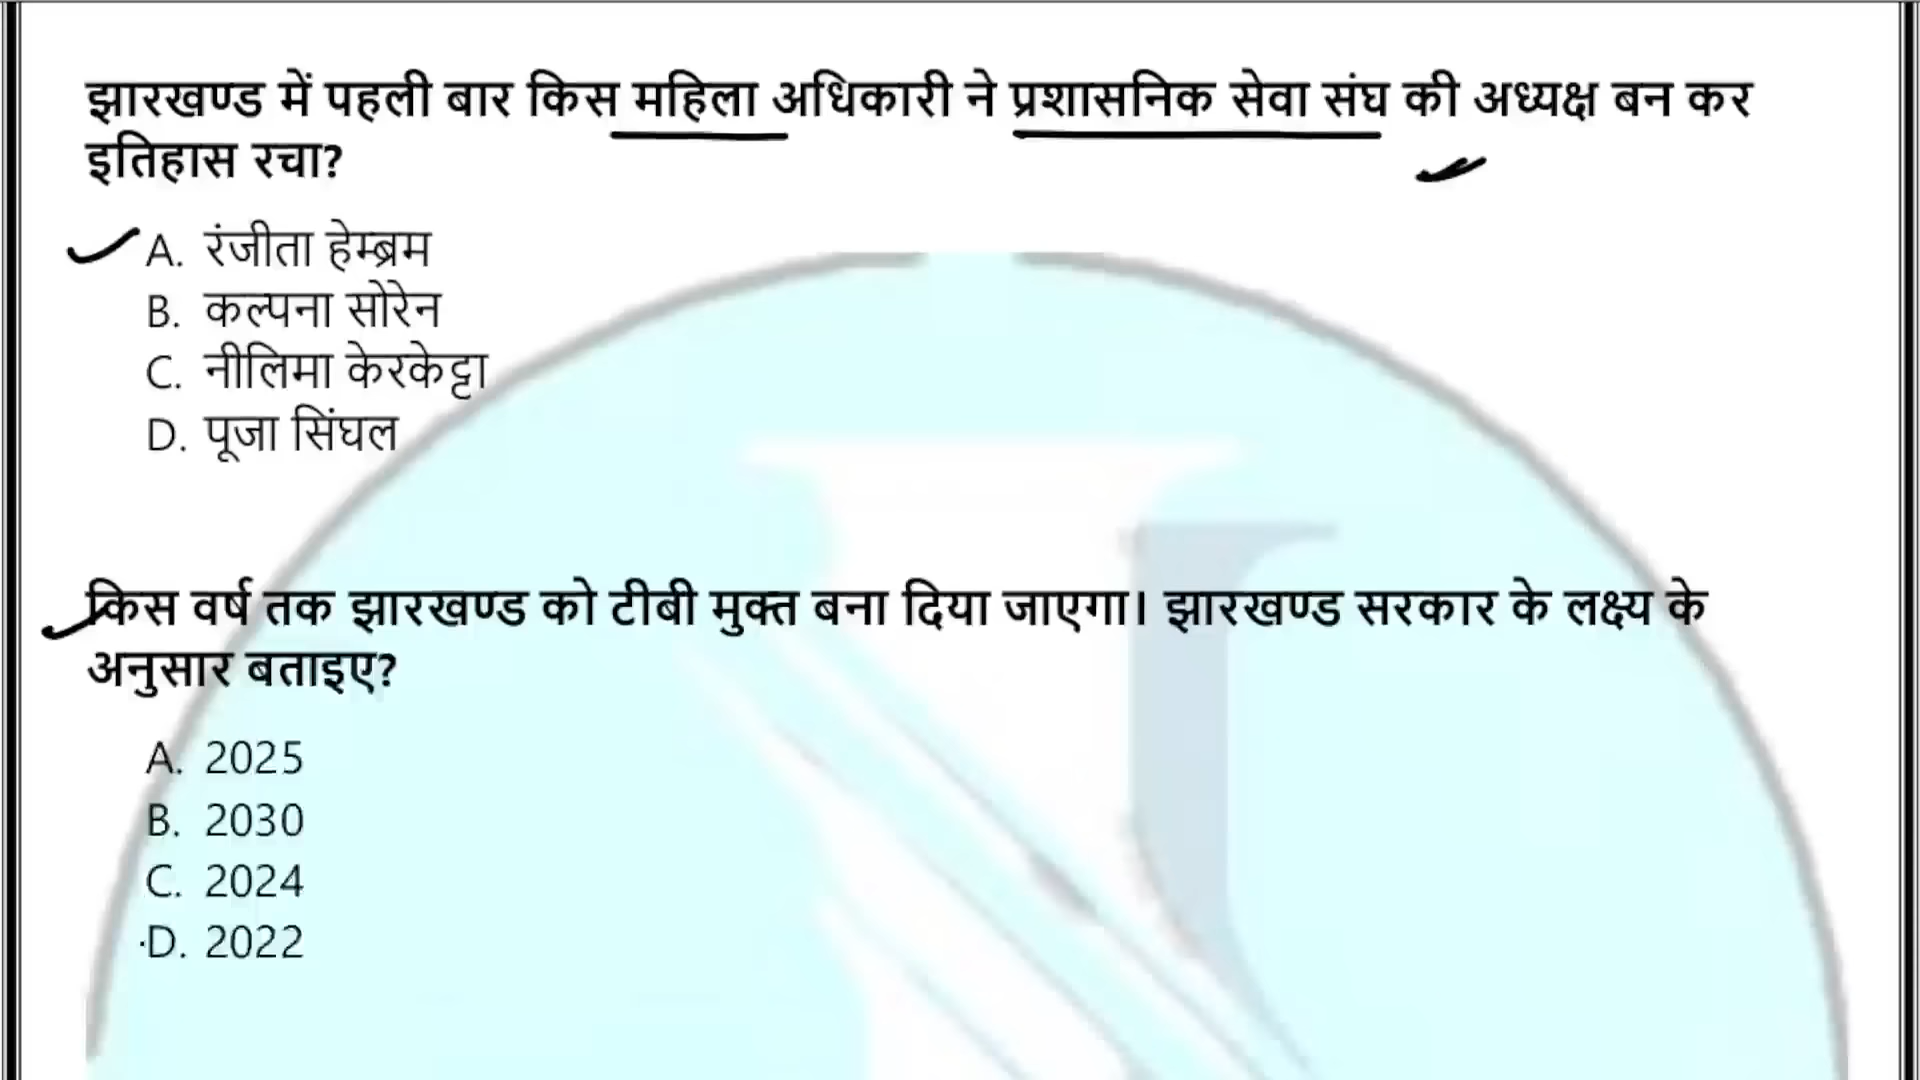 झारखण्ड में पहली बार किस महिला अधिकारी ने प्रशासनिक सेवा संघ की अध्यक्ष बन कर
इतिहास रचा?
A. रंजीता हेम्ब्रम
B. कल्पना सोरेन
C. नीलिमा केरकेट्टा
D. पूजा सिंघल
किस वर्ष तक झारखण्ड को टीबी मुक्त बना दिया जाएगा। झारखण्ड सरकार के लक्ष्य के
अनुसार बताइए?
A. 2025
B. 2030
C. 2024
D. 2022